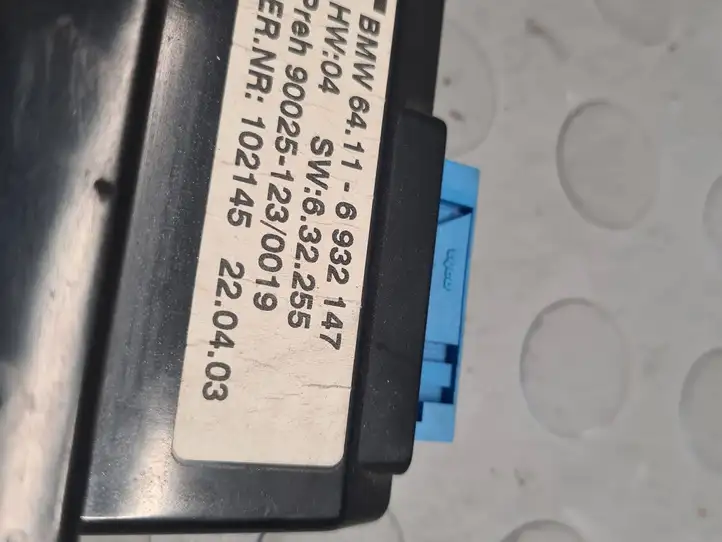 BMW 64.11 - 6 932 147
HW:04 SW:6.32.255
Preh 90025-123/0019
ER.NR: 102145 22.04.03